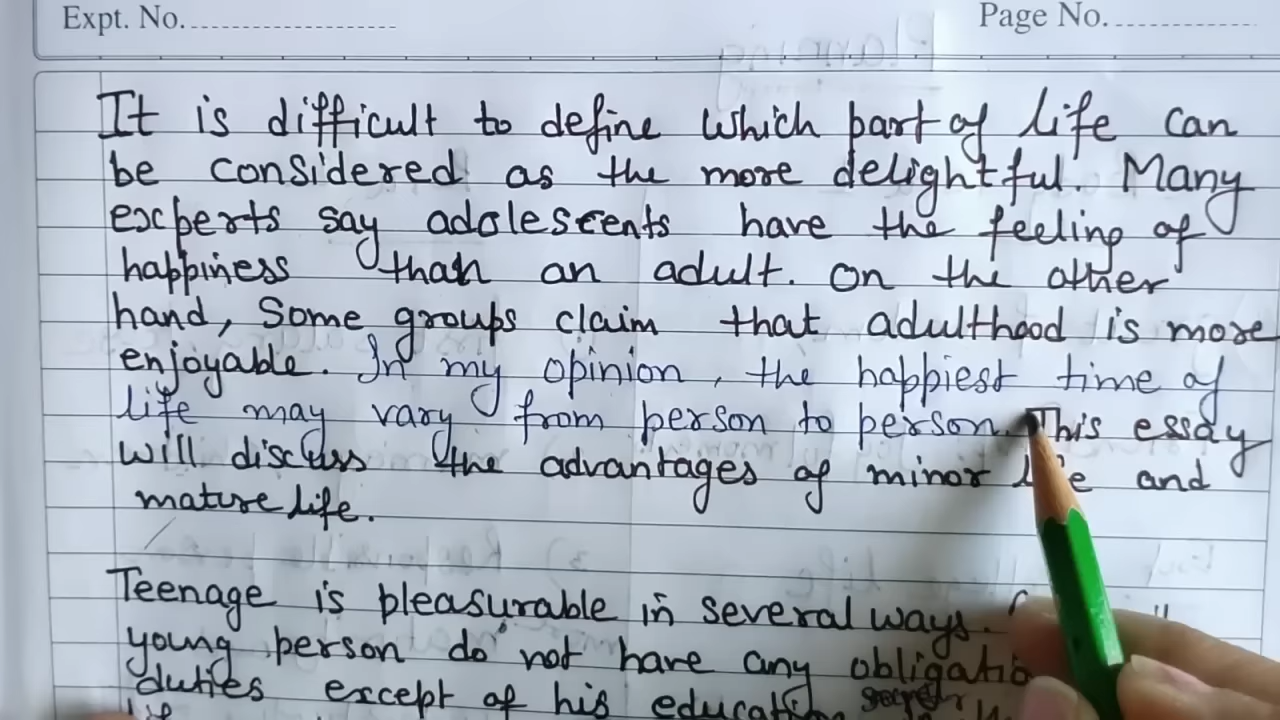 Expt. No. Page No.
It is difficult to define which part of life can
be considered as the more delightful. Many
experts say adolescents have the feeling of
happiness than an adult. On the other
hand, Some groups claim that adulthood is more
enjoyable. In my opinion, the happiest time of
life may vary from person to person. This essay
will discuss the advantages of minor life and
mature life.
Teenage is pleasurable in several ways.
young person do not have any obligatio
duties except of his educati